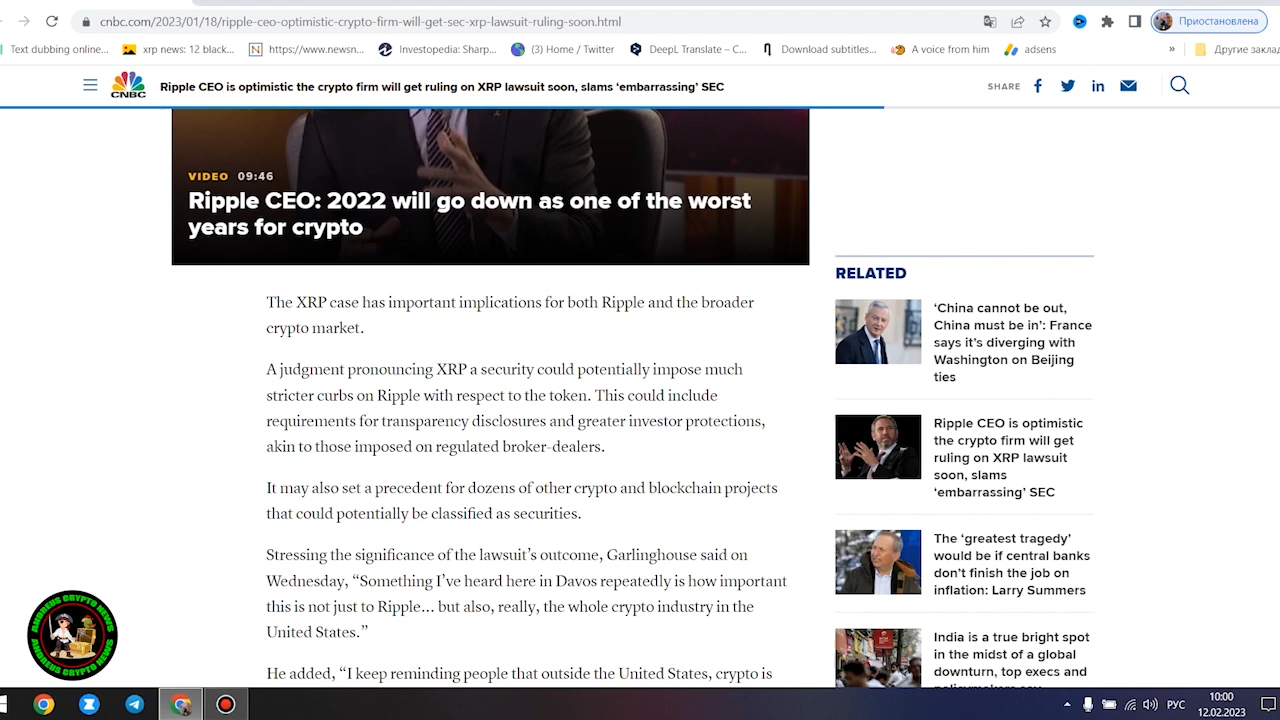 cnbc.com/2023/01/18/ripple-ceo-optimistic-crypto-firm-will-get-sec-xrp-lawsuit-ruling-soon.html
Приостановлена
Text dubbing online...
xrp news: 12 black...
https://www.newsn...
Investopedia: Sharp...
(3) Home / Twitter
DeepL Translate – C...
Download subtitles...
A voice from him
adsens
»
Другие закла
CNBC
Ripple CEO is optimistic the crypto firm will get ruling on XRP lawsuit soon, slams ‘embarrassing’ SEC
SHARE
VIDEO 09:46
Ripple CEO: 2022 will go down as one of the worst
years for crypto
The XRP case has important implications for both Ripple and the broader
crypto market.
A judgment pronouncing XRP a security could potentially impose much
stricter curbs on Ripple with respect to the token. This could include
requirements for transparency disclosures and greater investor protections,
akin to those imposed on regulated broker-dealers.
It may also set a precedent for dozens of other crypto and blockchain projects
that could potentially be classified as securities.
Stressing the significance of the lawsuit’s outcome, Garlinghouse said on
Wednesday, “Something I’ve heard here in Davos repeatedly is how important
this is not just to Ripple... but also, really, the whole crypto industry in the
United States.”
He added, “I keep reminding people that outside the United States, crypto is
RELATED
‘China cannot be out,
China must be in’: France
says it’s diverging with
Washington on Beijing
ties
Ripple CEO is optimistic
the crypto firm will get
ruling on XRP lawsuit
soon, slams
‘embarrassing’ SEC
The ‘greatest tragedy’
would be if central banks
don’t finish the job on
inflation: Larry Summers
India is a true bright spot
in the midst of a global
downturn, top execs and
policymakers say
ANDREUS CRYPTO NEWS
ANDREUS CRYPTO NEWS
РУС
10:00
12.02.2023